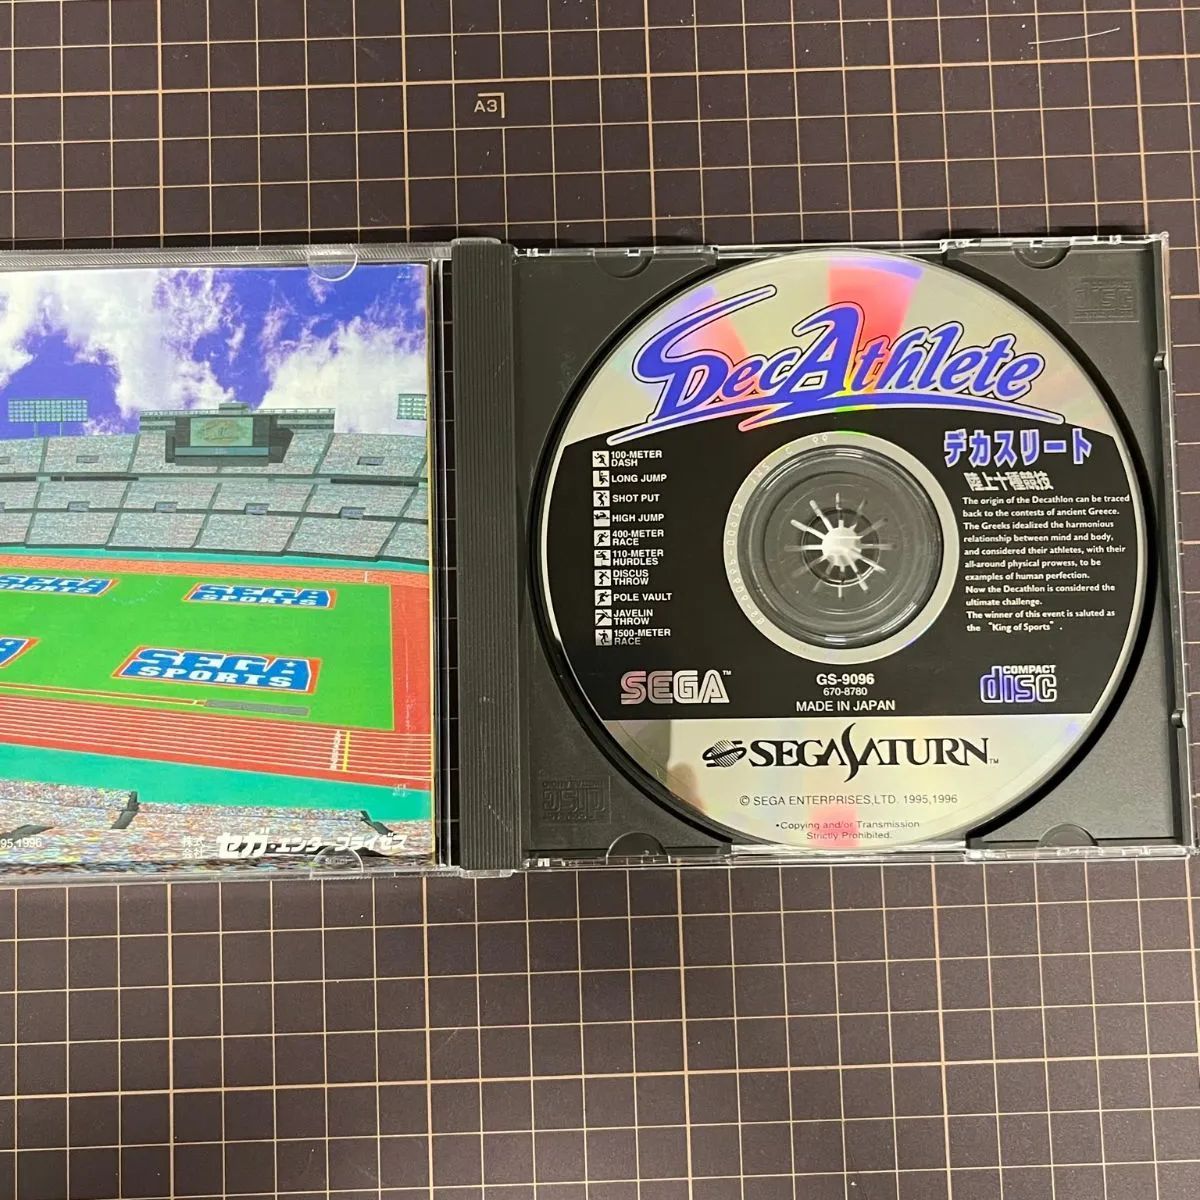 A3
SEGA
SPORTS
SEGA
SPORTS
SEGA
SPORTS
95,1996
株式会社 セガ・エンタープライゼス
DecAthlete
デカスリート
陸上十種競技
100-METER
DASH
LONG JUMP
SHOT PUT
HIGH JUMP
400-METER
RACE
110-METER
HURDLES
DISCUS
THROW
POLE VAULT
JAVELIN
THROW
1500-METER
RACE
The origin of the Decathlon can be traced
back to the contests of ancient Greece.
The Greeks idealized the harmonious
relationship between mind and body,
and considered their athletes, with their
all-around physical prowess, to be
examples of human perfection.
Now the Decathlon is considered the
ultimate challenge.
The winner of this event is saluted as
the "King of Sports".
SEGA™
GS-9096
670-8780
MADE IN JAPAN
COMPACT
disc
SEGA SATURN™
© SEGA ENTERPRISES,LTD. 1995,1996
•Copying and/or Transmission
Strictly Prohibited.